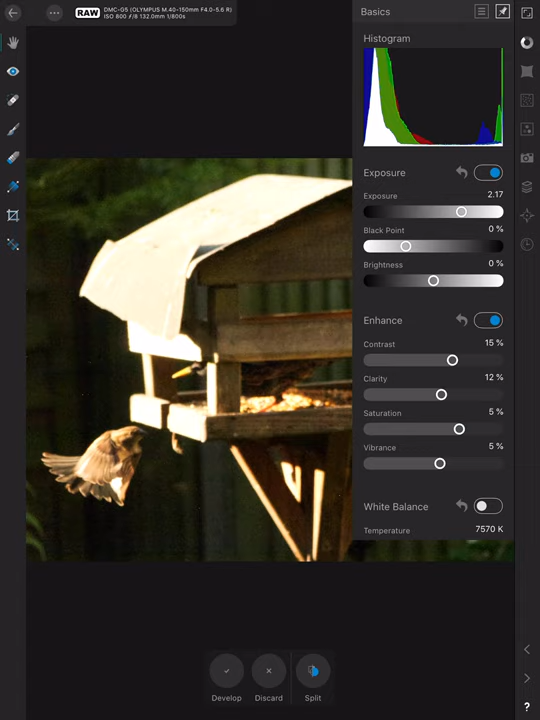 RAW
DMC-G5 (OLYMPUS M.40-150mm F4.0-5.6 R)
ISO 800 ƒ/8 132.0mm 1/800s
Basics
Histogram
Exposure
Exposure 2.17
Black Point 0 %
Brightness 0 %
Enhance
Contrast 15 %
Clarity 12 %
Saturation 5 %
Vibrance 5 %
White Balance
Temperature 7570 K
Develop Discard Split
?